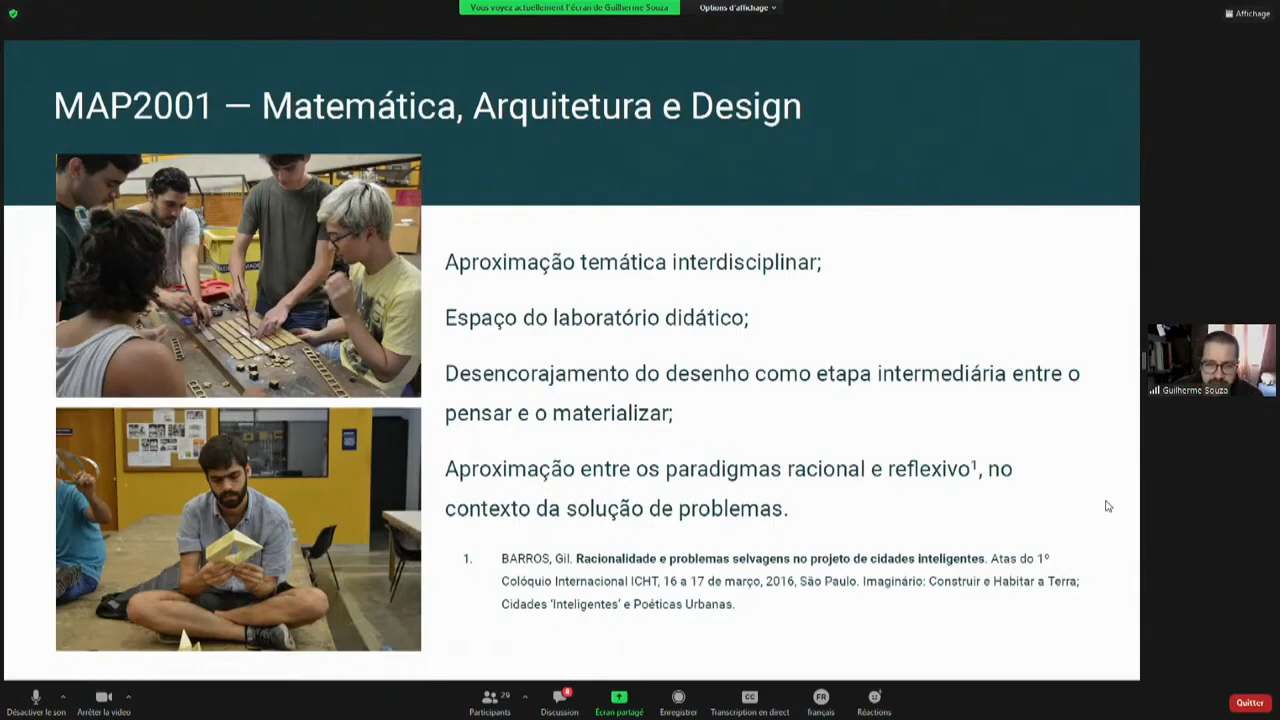 Vous voyez actuellement l'écran de Guilherme Souza
Options d'affichage
Affichage
MAP2001 — Matemática, Arquitetura e Design
Aproximação temática interdisciplinar;
Espaço do laboratório didático;
Desencorajamento do desenho como etapa intermediária entre o
pensar e o materializar;
Aproximação entre os paradigmas racional e reflexivo¹, no
contexto da solução de problemas.
1. BARROS, Gil. Racionalidade e problemas selvagens no projeto de cidades inteligentes. Atas do 1º
Colóquio Internacional ICHT, 16 a 17 de março, 2016, São Paulo. Imaginário: Construir e Habitar a Terra;
Cidades 'Inteligentes' e Poéticas Urbanas.
Guilherme Souza
Désactiver le son
Arrêter la vidéo
29
Participants
8
Discussion
Écran partagé
Enregistrer
CC
Transcription en direct
FR
français
Réactions
Quitter